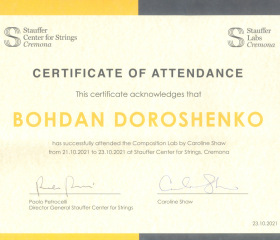 Stauffer
Center for Strings
Cremona
Stauffer
Labs
Cremona
CERTIFICATE OF ATTENDANCE
This certificate acknowledges that
BOHDAN DOROSHENKO
has successfully attended the Composition Lab by Caroline Shaw
from 21.10.2021 to 23.10.2021 at Stauffer Center for Strings, Cremona
Paolo Petrocelli
Director General Stauffer Center for Strings
Caroline Shaw
23.10.2021